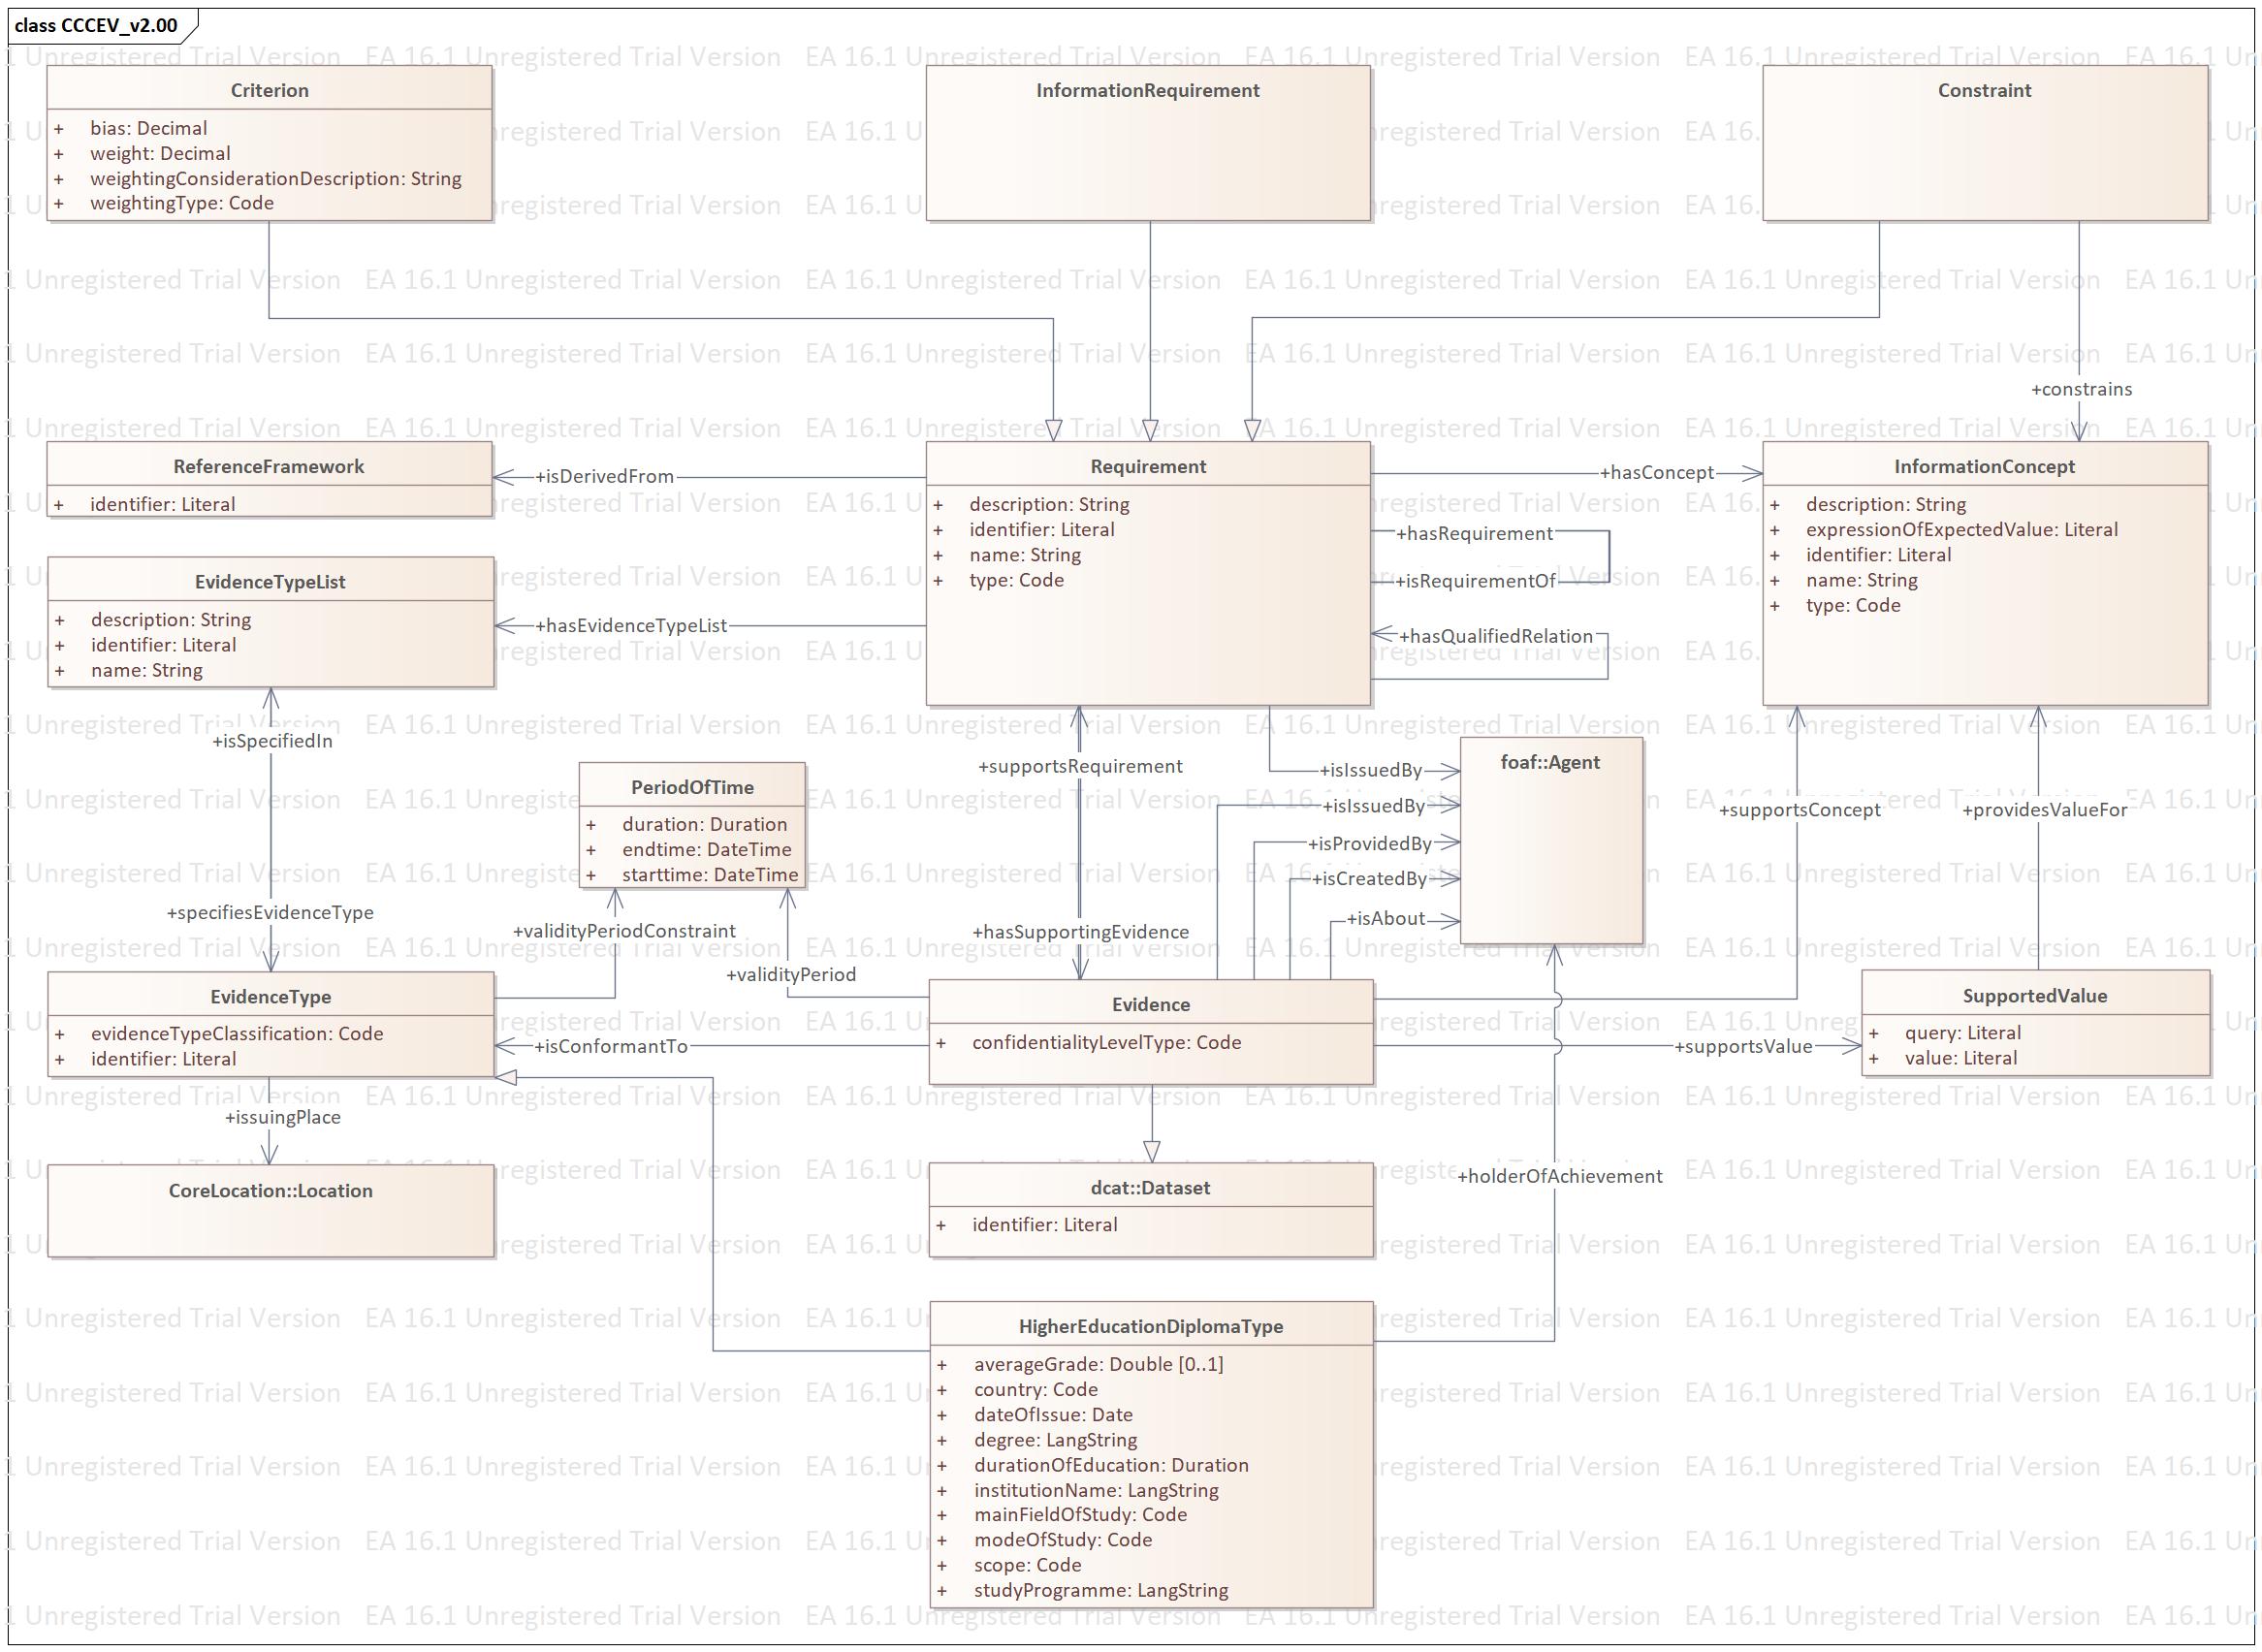 class CCCEV_v2.00
Criterion
+ bias: Decimal
+ weight: Decimal
+ weightingConsiderationDescription: String
+ weightingType: Code
InformationRequirement
Constraint
+constrains
ReferenceFramework
+ identifier: Literal
+isDerivedFrom
Requirement
+ description: String
+ identifier: Literal
+ name: String
+ type: Code
+hasConcept
+hasRequirement
+isRequirementOf
+hasQualifiedRelation
InformationConcept
+ description: String
+ expressionOfExpectedValue: Literal
+ identifier: Literal
+ name: String
+ type: Code
EvidenceTypeList
+ description: String
+ identifier: Literal
+ name: String
+hasEvidenceTypeList
+isSpecifiedIn
+specifiesEvidenceType
PeriodOfTime
+ duration: Duration
+ endtime: DateTime
+ starttime: DateTime
+validityPeriodConstraint
+validityPeriod
+supportsRequirement
+hasSupportingEvidence
+isIssuedBy
+isIssuedBy
+isProvidedBy
+isCreatedBy
+isAbout
foaf::Agent
+supportsConcept
+providesValueFor
EvidenceType
+ evidenceTypeClassification: Code
+ identifier: Literal
+isConformantTo
Evidence
+ confidentialityLevelType: Code
+supportsValue
SupportedValue
+ query: Literal
+ value: Literal
+issuingPlace
CoreLocation::Location
dcat::Dataset
+ identifier: Literal
+holderOfAchievement
HigherEducationDiplomaType
+ averageGrade: Double [0..1]
+ country: Code
+ dateOfIssue: Date
+ degree: LangString
+ durationOfEducation: Duration
+ institutionName: LangString
+ mainFieldOfStudy: Code
+ modeOfStudy: Code
+ scope: Code
+ studyProgramme: LangString
EA 16.1 Unregistered Trial Version